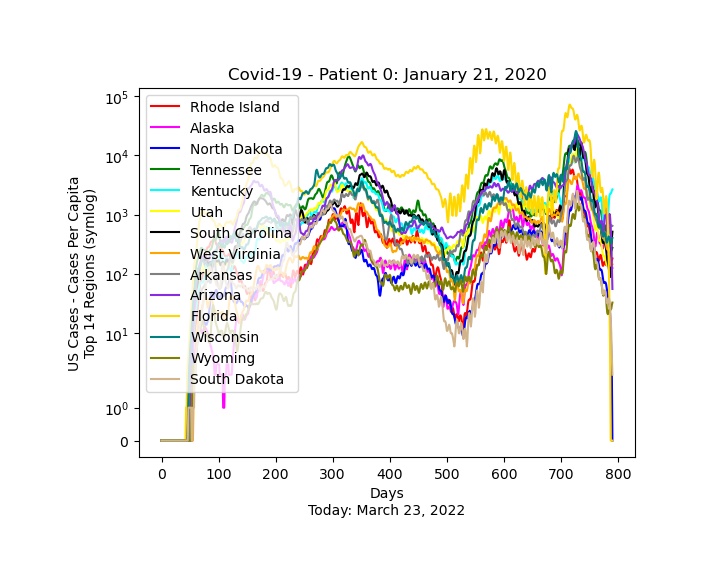 Covid-19 - Patient 0: January 21, 2020
US Cases - Cases Per Capita
Top 14 Regions (symlog)
10^5
10^4
10^3
10^2
10^1
10^0
0
Rhode Island
Alaska
North Dakota
Tennessee
Kentucky
Utah
South Carolina
West Virginia
Arkansas
Arizona
Florida
Wisconsin
Wyoming
South Dakota
0 100 200 300 400 500 600 700 800
Days
Today: March 23, 2022